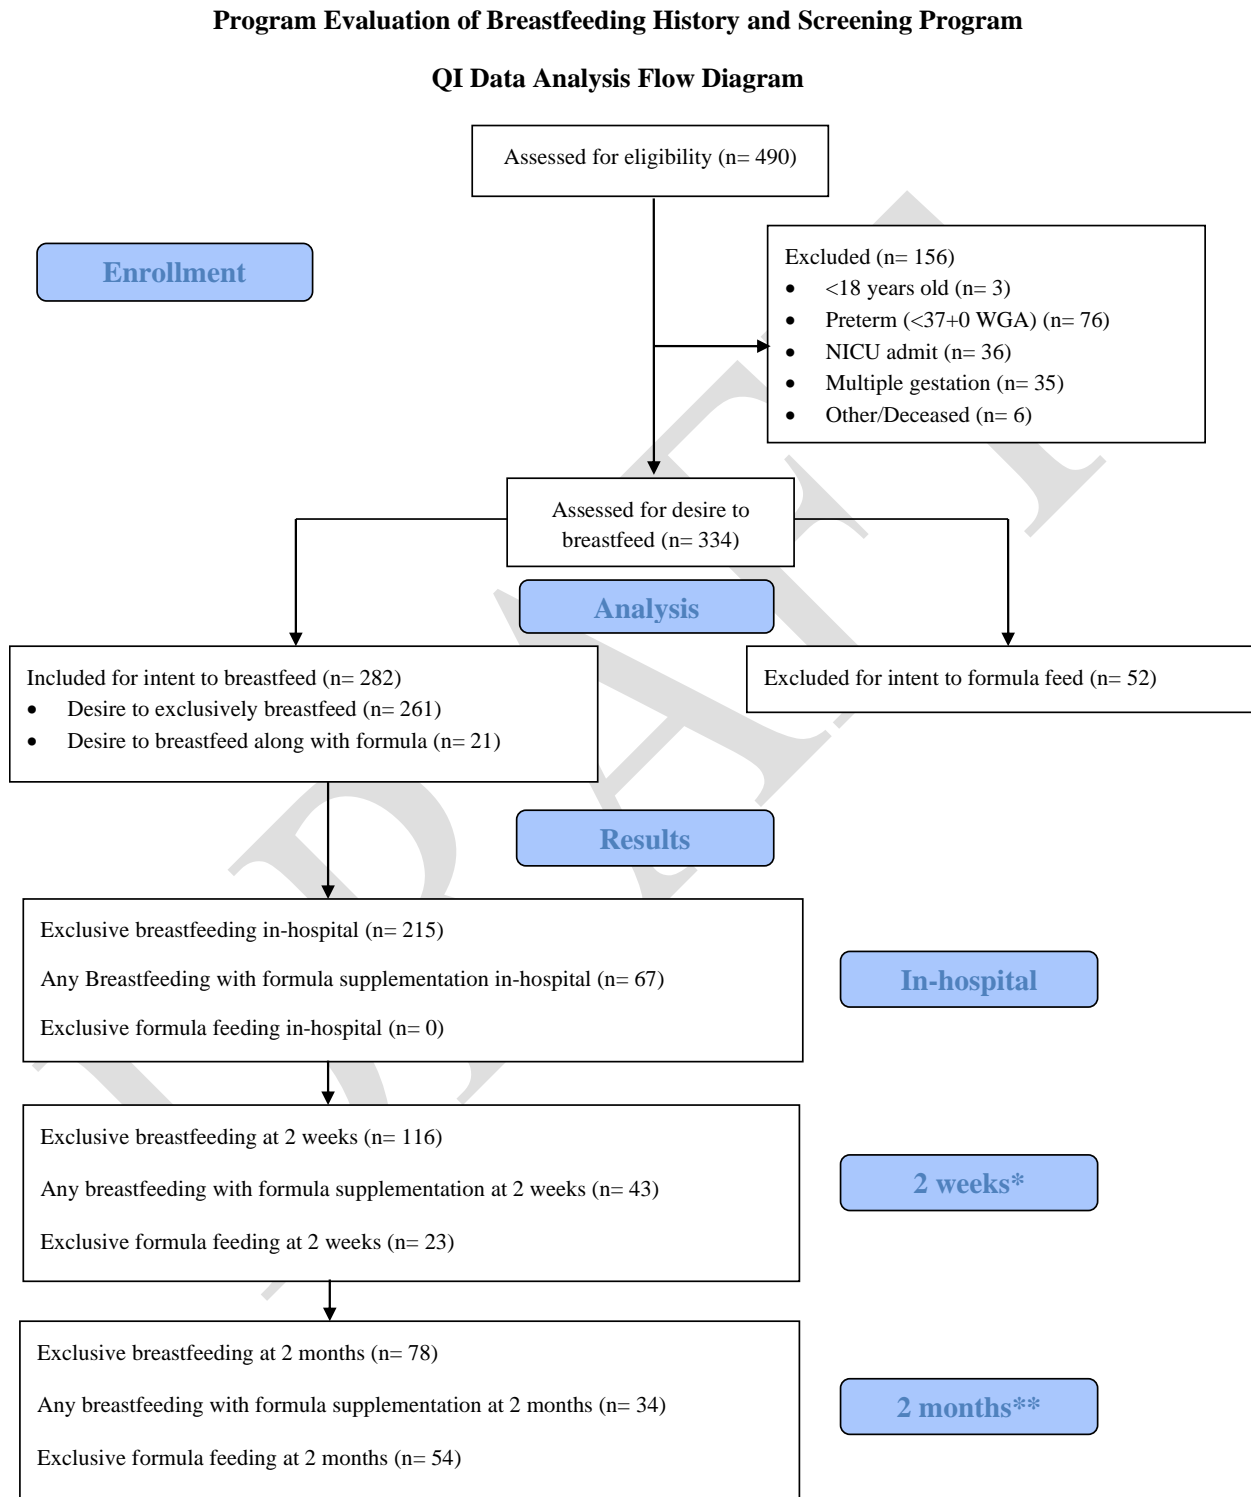 Program Evaluation of Breastfeeding History and Screening Program
QI Data Analysis Flow Diagram
Assessed for eligibility (n= 490)
Enrollment
Excluded (n= 156)
• <18 years old (n= 3)
• Preterm (<37+0 WGA) (n= 76)
• NICU admit (n= 36)
• Multiple gestation (n= 35)
• Other/Deceased (n= 6)
Assessed for desire to
breastfeed (n= 334)
Analysis
Included for intent to breastfeed (n= 282)
• Desire to exclusively breastfeed (n= 261)
• Desire to breastfeed along with formula (n= 21)
Excluded for intent to formula feed (n= 52)
Results
Exclusive breastfeeding in-hospital (n= 215)
Any Breastfeeding with formula supplementation in-hospital (n= 67)
Exclusive formula feeding in-hospital (n= 0)
In-hospital
Exclusive breastfeeding at 2 weeks (n= 116)
Any breastfeeding with formula supplementation at 2 weeks (n= 43)
Exclusive formula feeding at 2 weeks (n= 23)
2 weeks*
Exclusive breastfeeding at 2 months (n= 78)
Any breastfeeding with formula supplementation at 2 months (n= 34)
Exclusive formula feeding at 2 months (n= 54)
2 months**
DRAFT